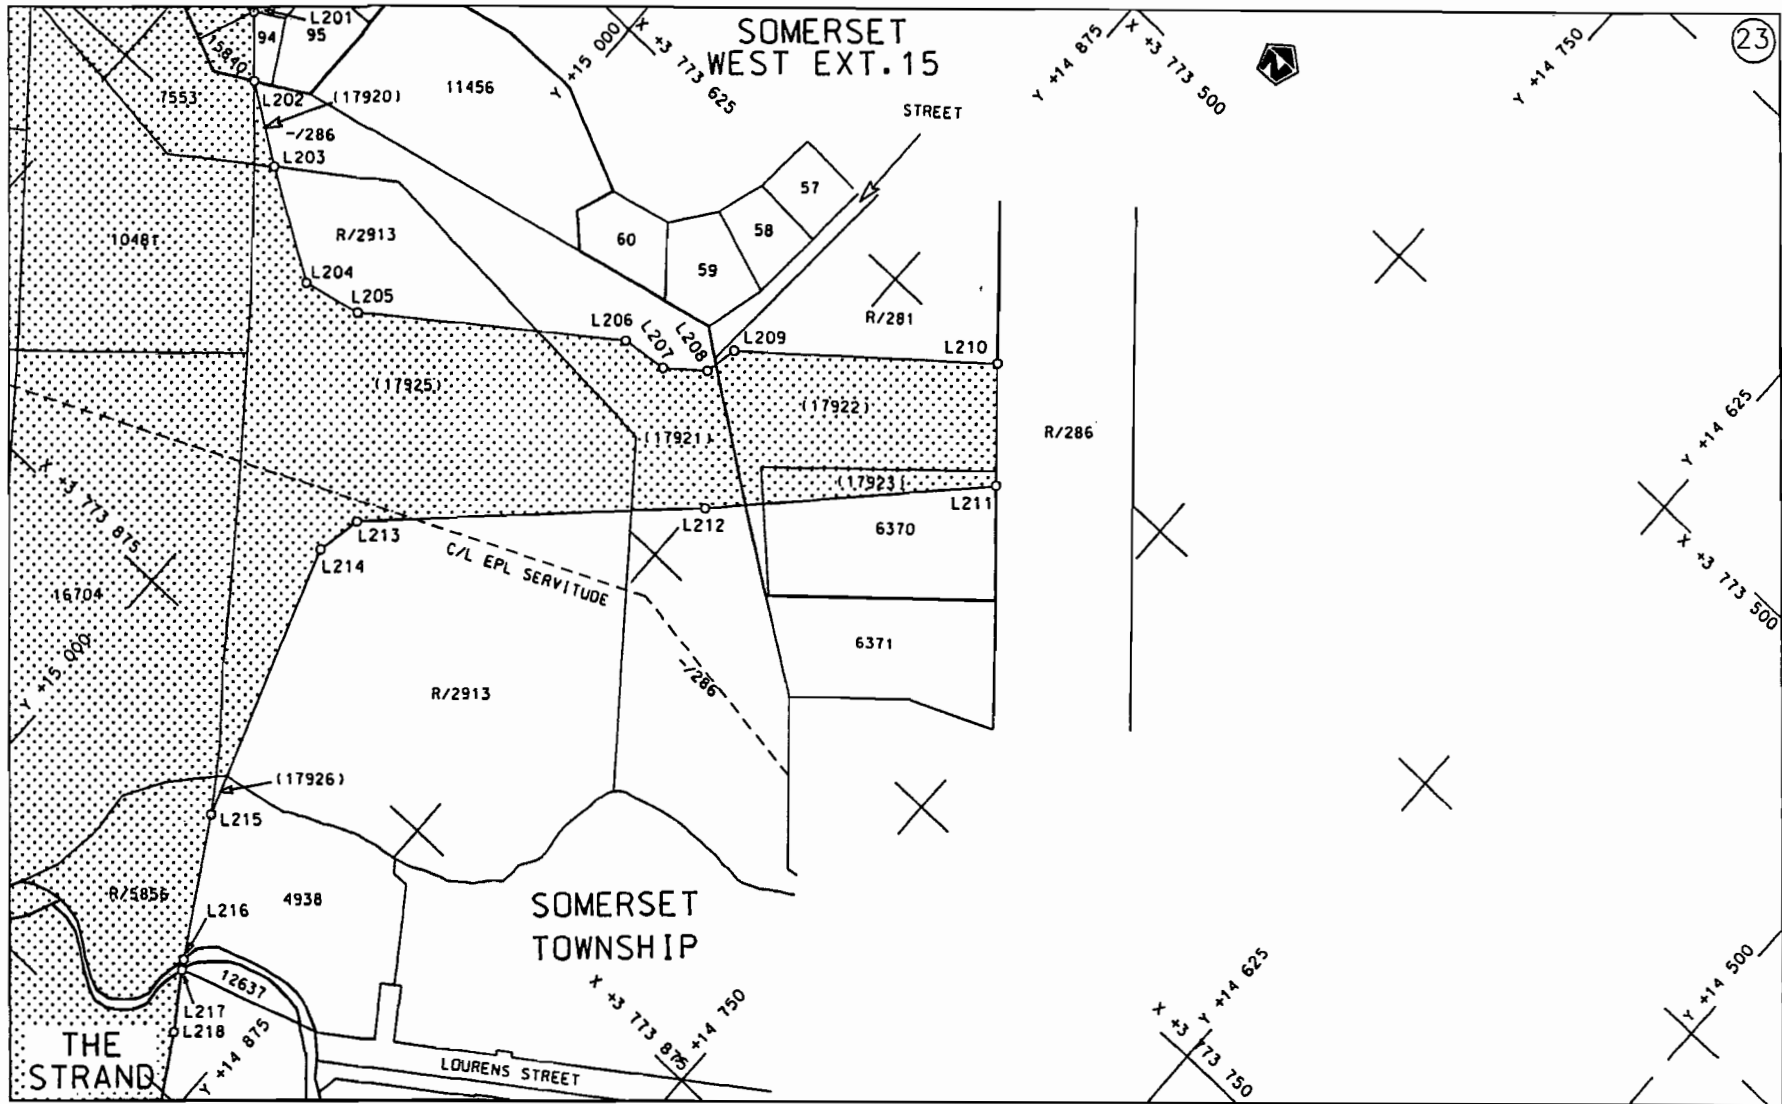 SOMERSET
WEST EXT.15
23
L201
94
95
15840
7553
L202
(17920)
-/286
L203
11456
Y +15 000
X +3 773 625
Y +14 875
X +3 773 500
Y +14 750
STREET
57
58
59
60
10481
R/2913
L204
L205
L206
L207
L208
L209
L210
R/281
(17925)
(17921)
(17922)
(17923)
R/286
Y +14 625
X +3 773 500
L211
L212
L213
L214
6370
6371
C/L EPL SERVITUDE
-/286
X +3 773 875
16704
Y +15 000
R/2913
(17926)
L215
R/5856
L216
4938
SOMERSET
TOWNSHIP
12637
L217
L218
THE
STRAND
Y +14 875
LOURENS STREET
X +3 773 875
Y +14 750
X +3 773 750
Y +14 625
Y +14 500